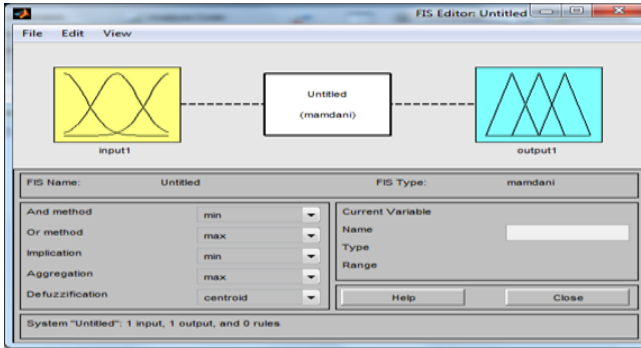 FIS Editor: Untitled
File Edit View
Untitled
(mamdani)
input1
output1
FIS Name: Untitled FIS Type: mamdani
And method min
Or method max
Implication min
Aggregation max
Defuzzification centroid
Current Variable
Name
Type
Range
Help Close
System "Untitled": 1 input, 1 output, and 0 rules